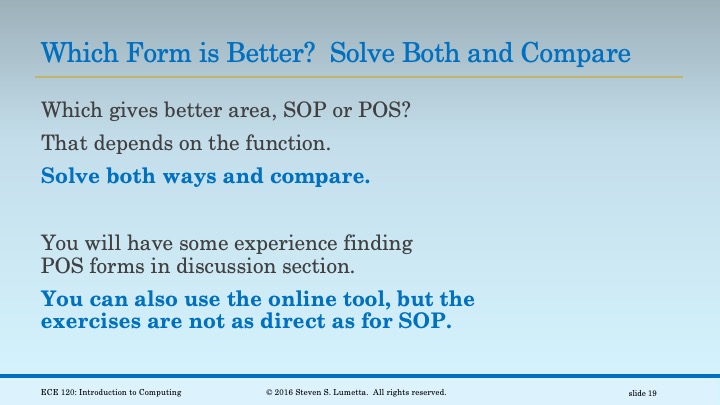 Which Form is Better?  Solve Both and Compare
Which gives better area, SOP or POS?
That depends on the function.
Solve both ways and compare.
You will have some experience finding
POS forms in discussion section.
You can also use the online tool, but the
exercises are not as direct as for SOP.
ECE 120: Introduction to Computing
© 2016 Steven S. Lumetta.  All rights reserved.
slide 19